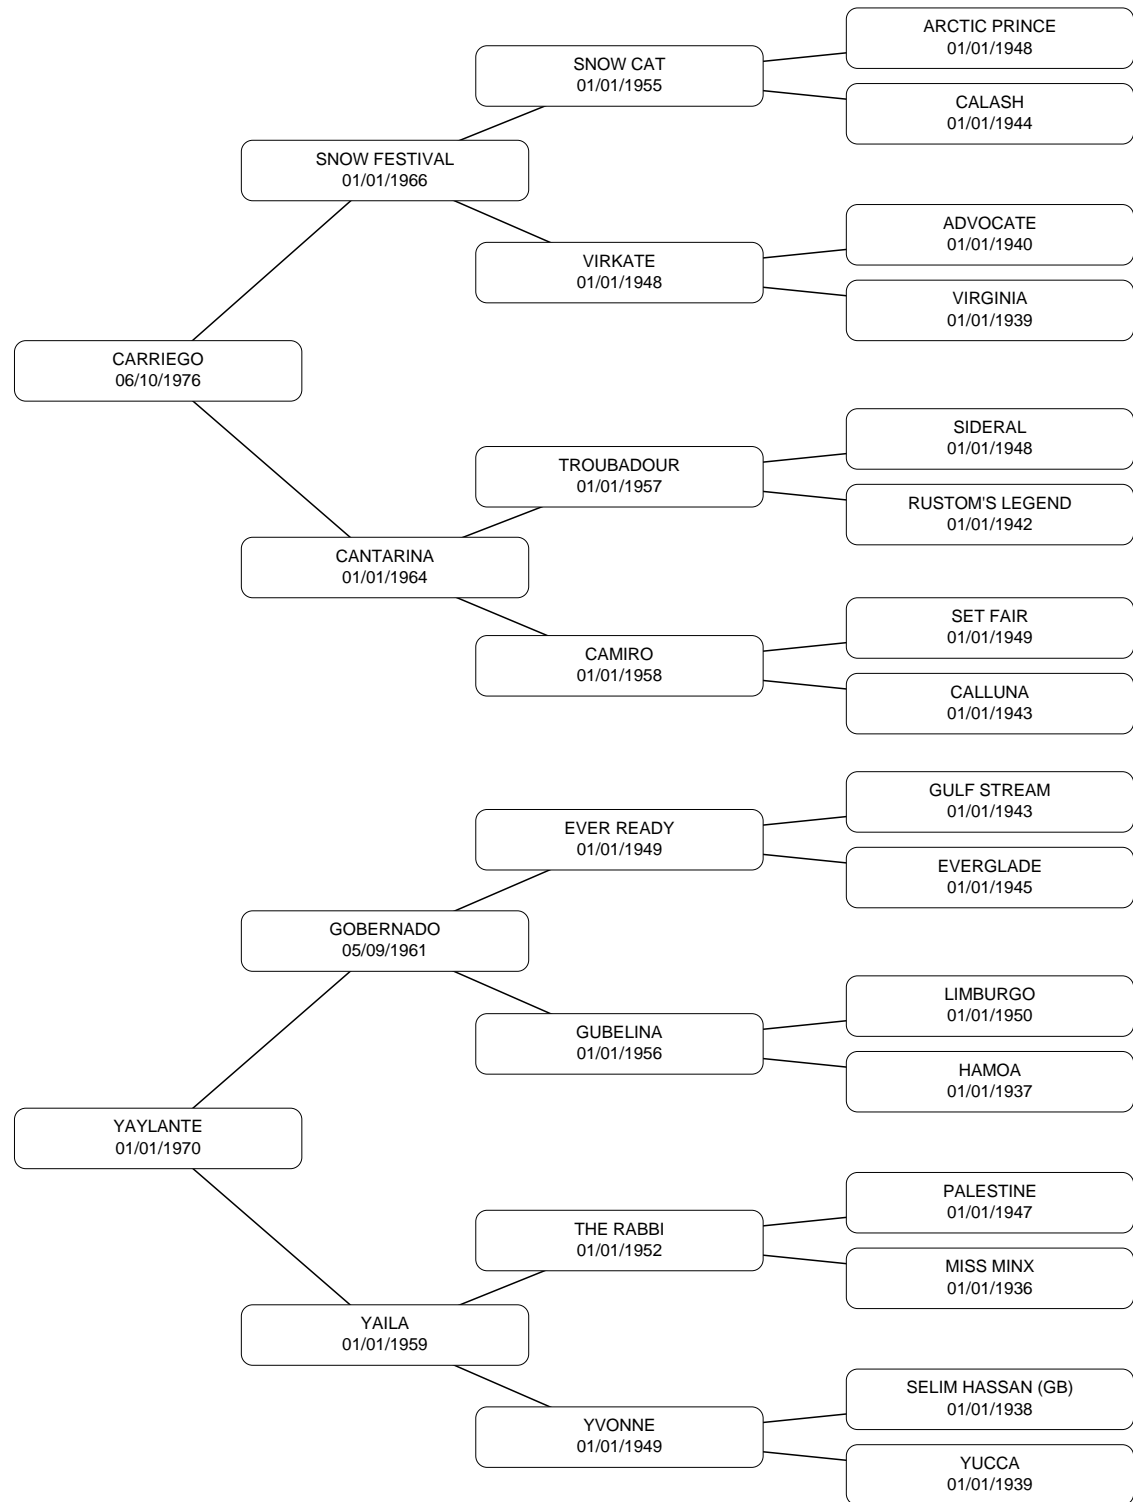 ARCTIC PRINCE
01/01/1948
SNOW CAT
01/01/1955
CALASH
01/01/1944
SNOW FESTIVAL
01/01/1966
ADVOCATE
01/01/1940
VIRKATE
01/01/1948
VIRGINIA
01/01/1939
CARRIEGO
06/10/1976
SIDERAL
01/01/1948
TROUBADOUR
01/01/1957
RUSTOM'S LEGEND
01/01/1942
CANTARINA
01/01/1964
SET FAIR
01/01/1949
CAMIRO
01/01/1958
CALLUNA
01/01/1943
GULF STREAM
01/01/1943
EVER READY
01/01/1949
EVERGLADE
01/01/1945
GOBERNADO
05/09/1961
LIMBURGO
01/01/1950
GUBELINA
01/01/1956
HAMOA
01/01/1937
YAYLANTE
01/01/1970
PALESTINE
01/01/1947
THE RABBI
01/01/1952
MISS MINX
01/01/1936
YAILA
01/01/1959
SELIM HASSAN (GB)
01/01/1938
YVONNE
01/01/1949
YUCCA
01/01/1939